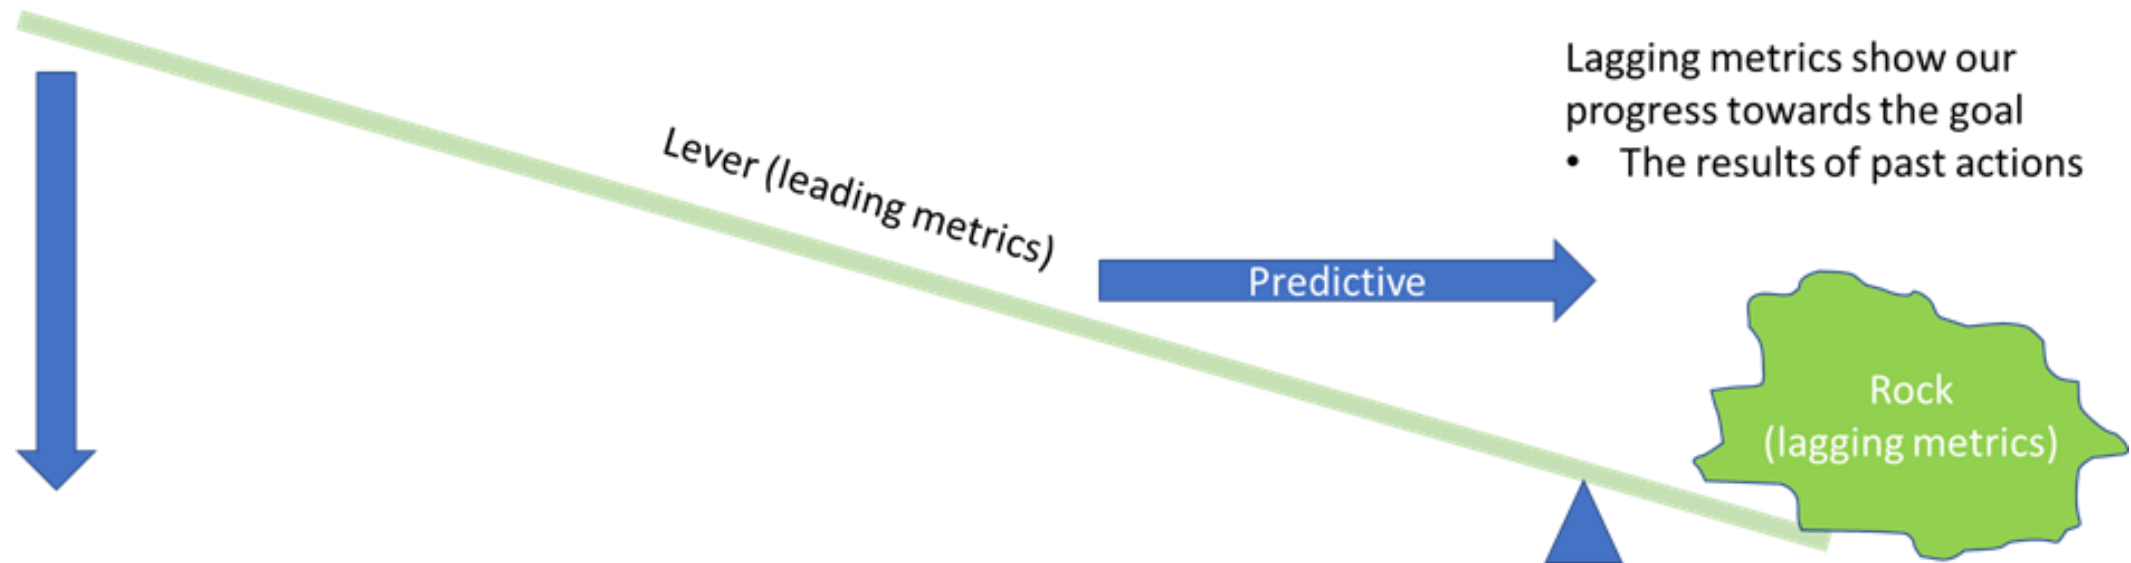 Lagging metrics show our
progress towards the goal
• The results of past actions
Lever (leading metrics)
Predictive
Rock
(lagging metrics)